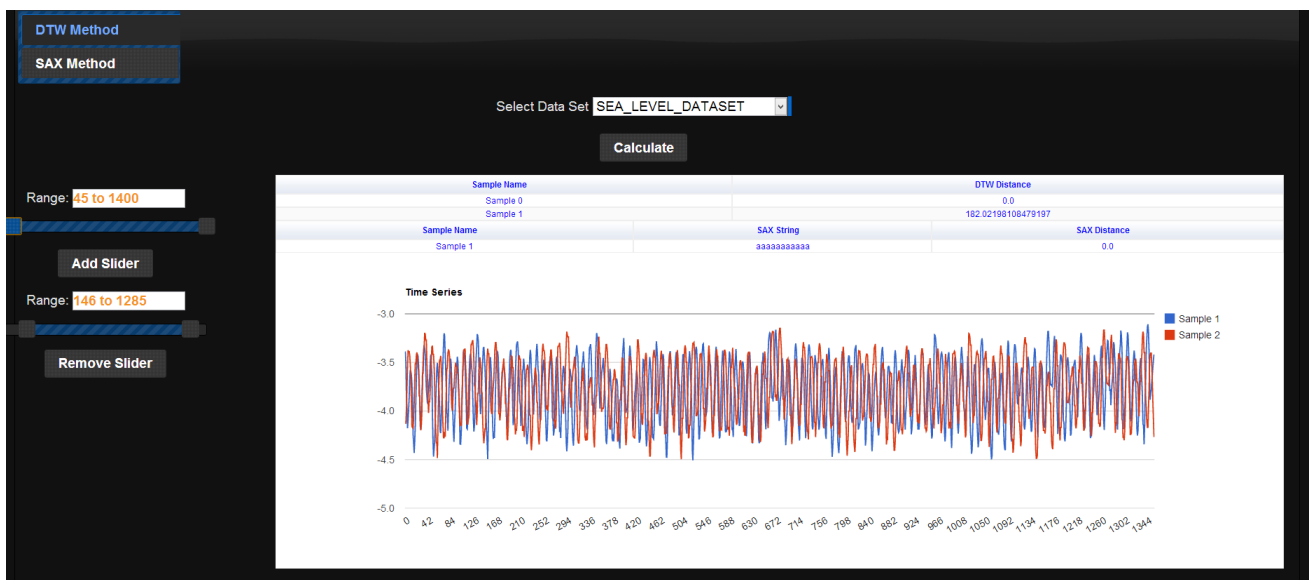 DTW Method
SAX Method
Select Data Set SEA_LEVEL_DATASET
Calculate
Range: 45 to 1400
Add Slider
Range: 146 to 1285
Remove Slider
Sample Name DTW Distance
Sample 0 0.0
Sample 1 182.02198108479197
Sample Name SAX String SAX Distance
Sample 1 aaaaaaaaaaa 0.0
Time Series
-3.0
-3.5
-4.0
-4.5
-5.0
0 42 84 126 168 210 252 294 336 378 420 462 504 546 588 630 672 714 756 798 840 882 924 966 1008 1050 1092 1134 1176 1218 1260 1302 1344
Sample 1
Sample 2